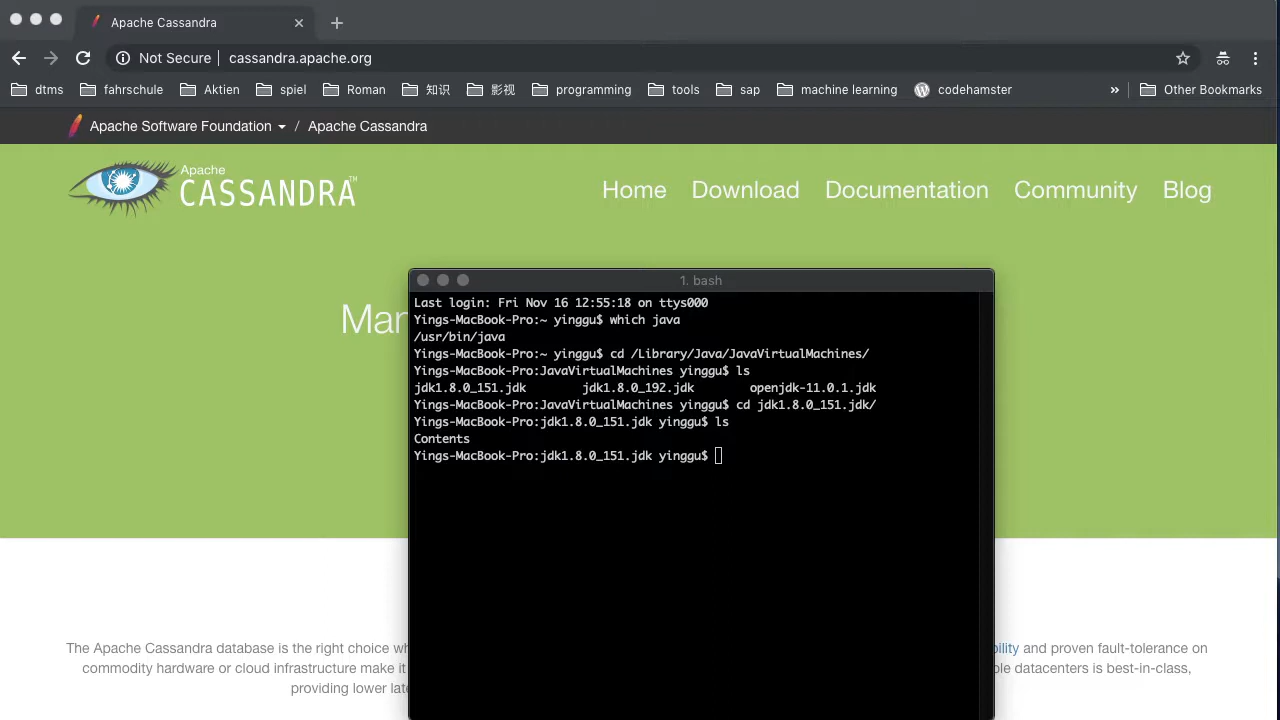 Apache Cassandra
Not Secure | cassandra.apache.org
dtms fahrschule Aktien spiel Roman 知识 影视 programming tools sap machine learning codehamster » Other Bookmarks
Apache Software Foundation / Apache Cassandra
Apache
CASSANDRA™
Home Download Documentation Community Blog
1. bash
Last login: Fri Nov 16 12:55:18 on ttys000
Yings-MacBook-Pro:~ yinggu$ which java
/usr/bin/java
Yings-MacBook-Pro:~ yinggu$ cd /Library/Java/JavaVirtualMachines/
Yings-MacBook-Pro:JavaVirtualMachines yinggu$ ls
jdk1.8.0_151.jdk jdk1.8.0_192.jdk openjdk-11.0.1.jdk
Yings-MacBook-Pro:JavaVirtualMachines yinggu$ cd jdk1.8.0_151.jdk/
Yings-MacBook-Pro:jdk1.8.0_151.jdk yinggu$ ls
Contents
Yings-MacBook-Pro:jdk1.8.0_151.jdk yinggu$
The Apache Cassandra database is the right choice and proven fault-tolerance on
commodity hardware or cloud infrastructure make it datacenters is best-in-class,
providing lower